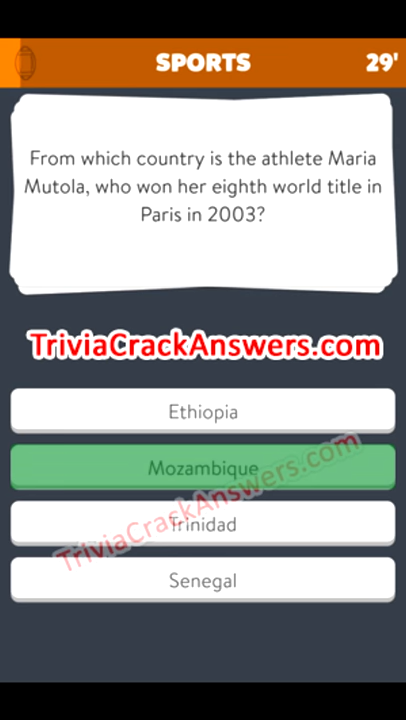 SPORTS 29'
From which country is the athlete Maria
Mutola, who won her eighth world title in
Paris in 2003?
TriviaCrackAnswers.com
Ethiopia
Mozambique
Trinidad
Senegal
TriviaCrackAnswers.com